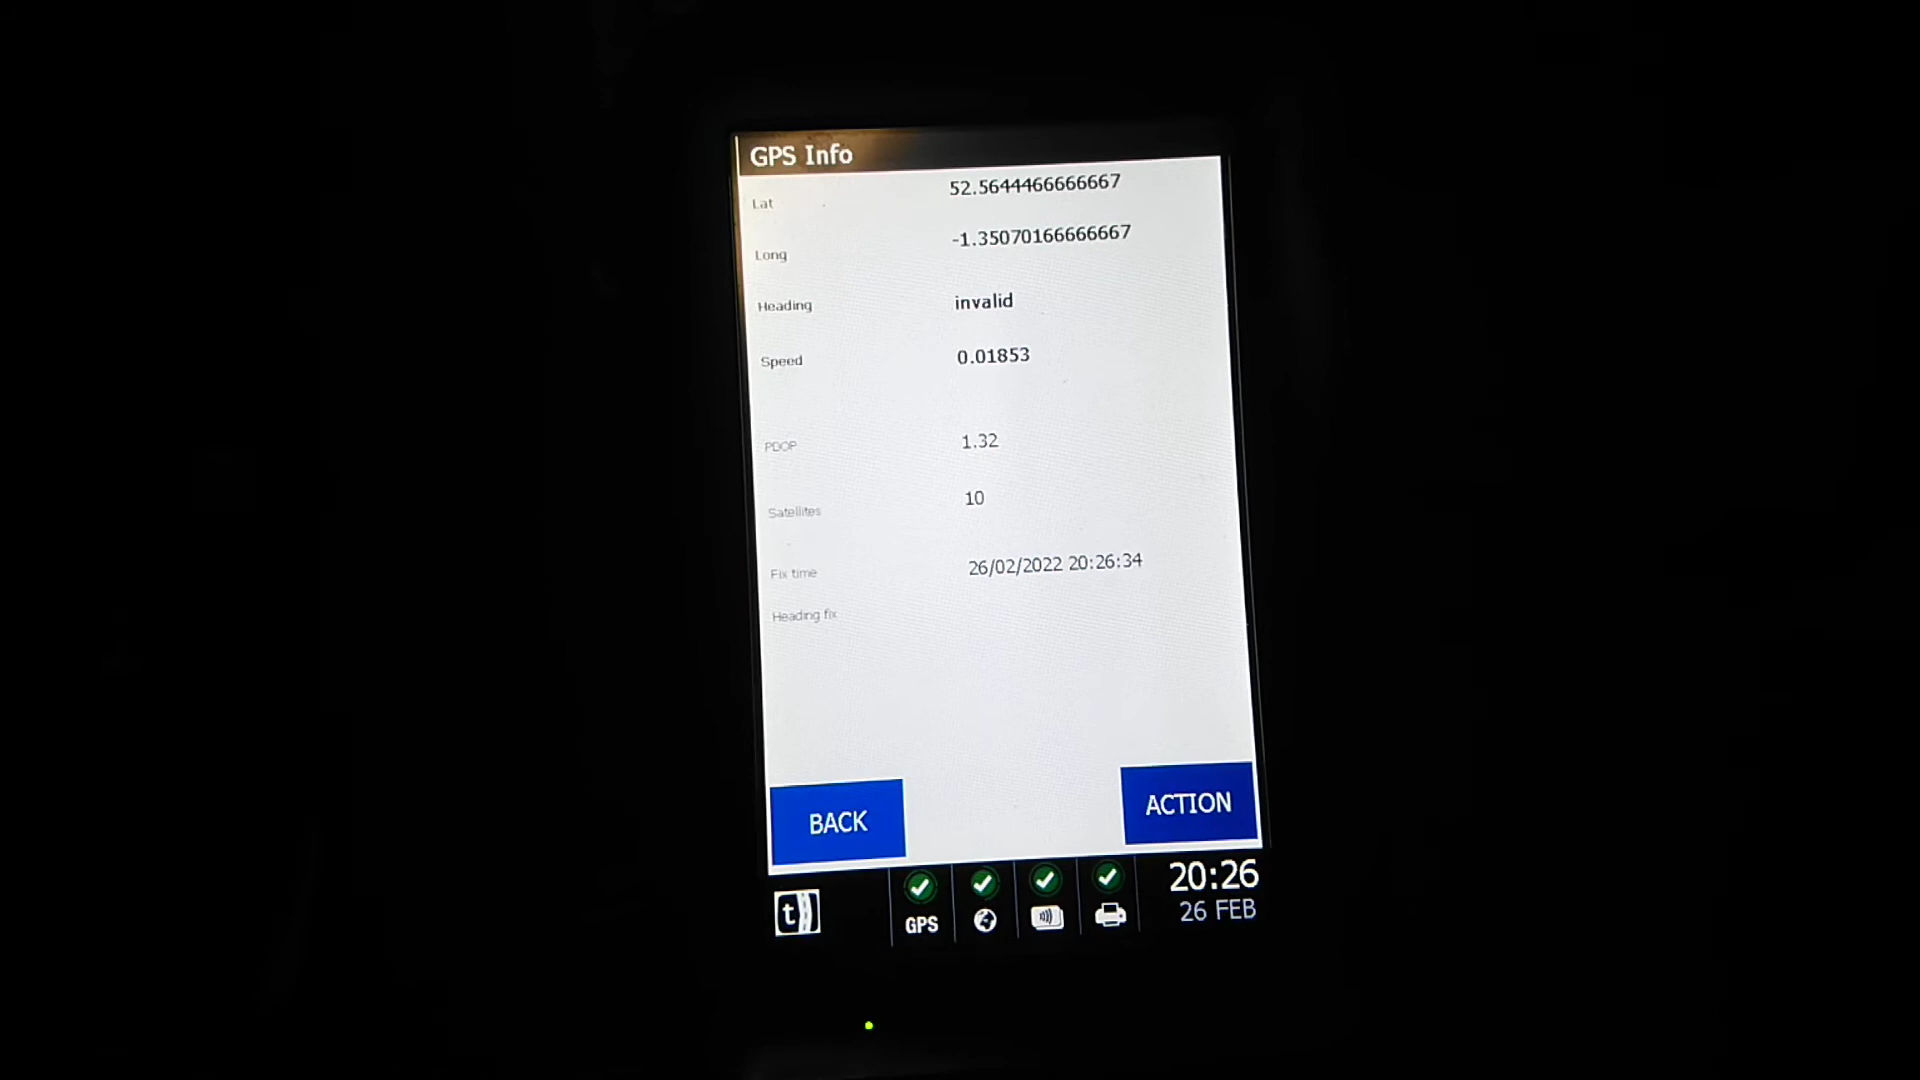 GPS Info
Lat 52.5644466666667
Long -1.35070166666667
Heading invalid
Speed 0.01853
PDOP 1.32
Satellites 10
Fix time 26/02/2022 20:26:34
Heading fix
BACK ACTION
t GPS 20:26
26 FEB